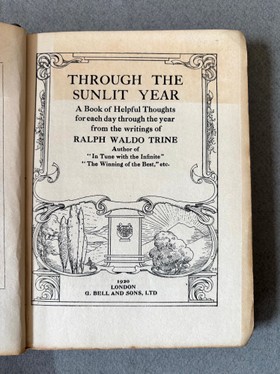 THROUGH THE
SUNLIT YEAR
A Book of Helpful Thoughts
for each day through the year
from the writings of
RALPH WALDO TRINE
Author of
"In Tune with the Infinite"
"The Winning of the Best," etc.
1920
LONDON
G. BELL AND SONS, LTD